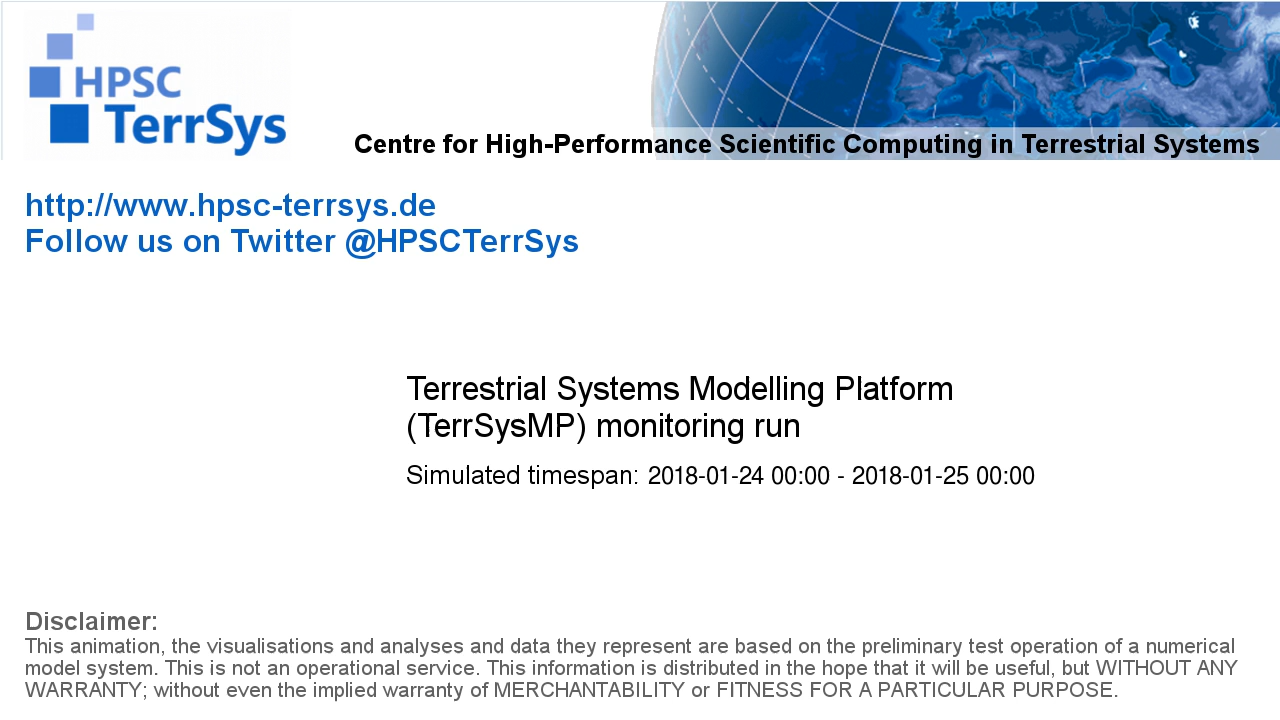 HPSC
TerrSys
Centre for High-Performance Scientific Computing in Terrestrial Systems
http://www.hpsc-terrsys.de
Follow us on Twitter @HPSCTerrSys
Terrestrial Systems Modelling Platform
(TerrSysMP) monitoring run
Simulated timespan: 2018-01-24 00:00 - 2018-01-25 00:00
Disclaimer:
This animation, the visualisations and analyses and data they represent are based on the preliminary test operation of a numerical
model system. This is not an operational service. This information is distributed in the hope that it will be useful, but WITHOUT ANY
WARRANTY; without even the implied warranty of MERCHANTABILITY or FITNESS FOR A PARTICULAR PURPOSE.